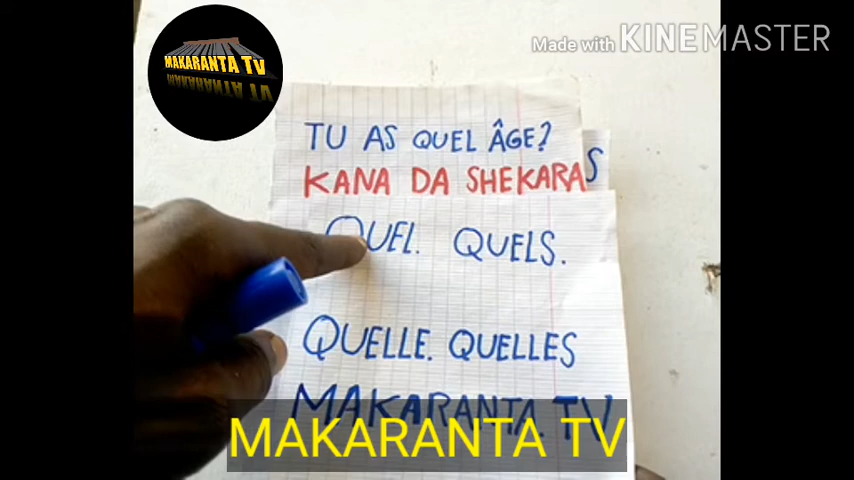 MAKARANTA TV
Made with KINEMASTER
TU AS QUEL ÂGE?
KANA DA SHEKARA
S
QUEL. QUELS.
QUELLE. QUELLES
MAKARANTA TV
MAKARANTA TV